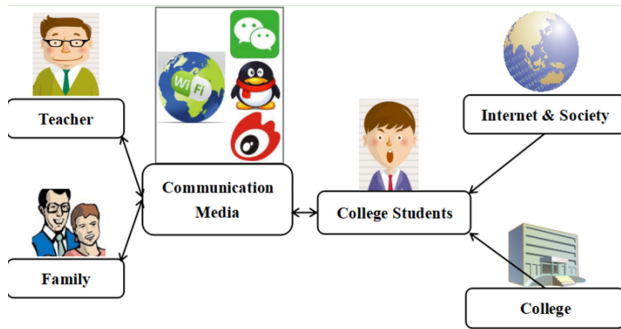 Wi Fi
Teacher
Internet & Society
Communication
Media
College Students
Family
College